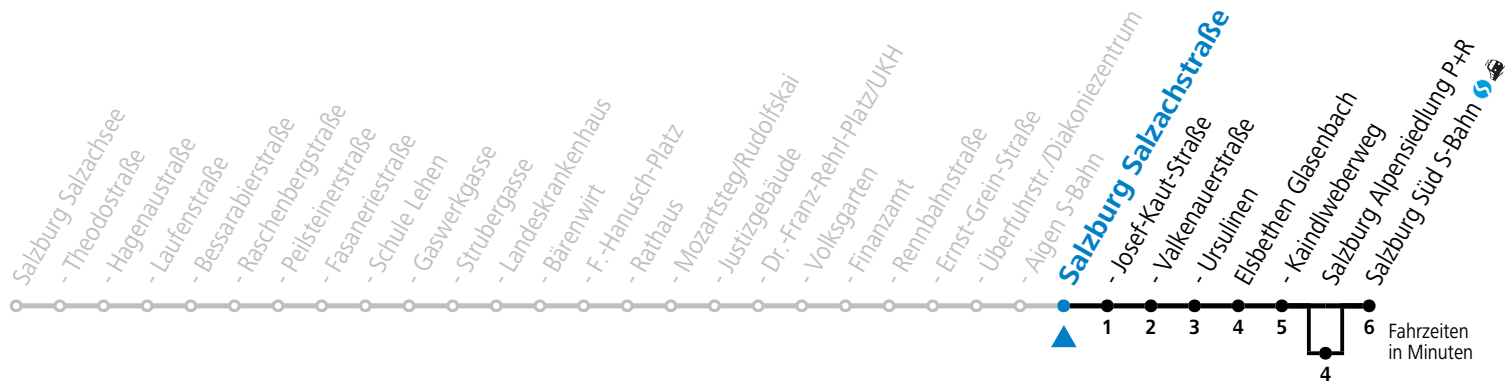 Salzburg Salzachsee
- Theodostraße
- Hagenaustraße
- Laufenstraße
- Bessarabierstraße
- Raschenbergstraße
- Peilsteinerstraße
- Fasaneriestraße
- Schule Lehen
- Gaswerkgasse
- Strubergasse
- Landeskrankenhaus
- Bärenwirt
- F.-Hanusch-Platz
- Rathaus
- Mozartsteg/Rudolfskai
- Justizgebäude
- Dr.-Franz-Rehrl-Platz/UKH
- Volksgarten
- Finanzamt
- Rennbahnstraße
- Ernst-Grein-Straße
- Überfuhrstr./Diakoniezentrum
- Aigen S-Bahn
Salzburg Salzachstraße
- Josef-Kaut-Straße
- Valkenauerstraße
- Ursulinen
Elsbethen Glasenbach
- Kaindlweberweg
Salzburg Alpensiedlung P+R
Salzburg Süd S-Bahn
1 2 3 4 5 6
4
Fahrzeiten
in Minuten